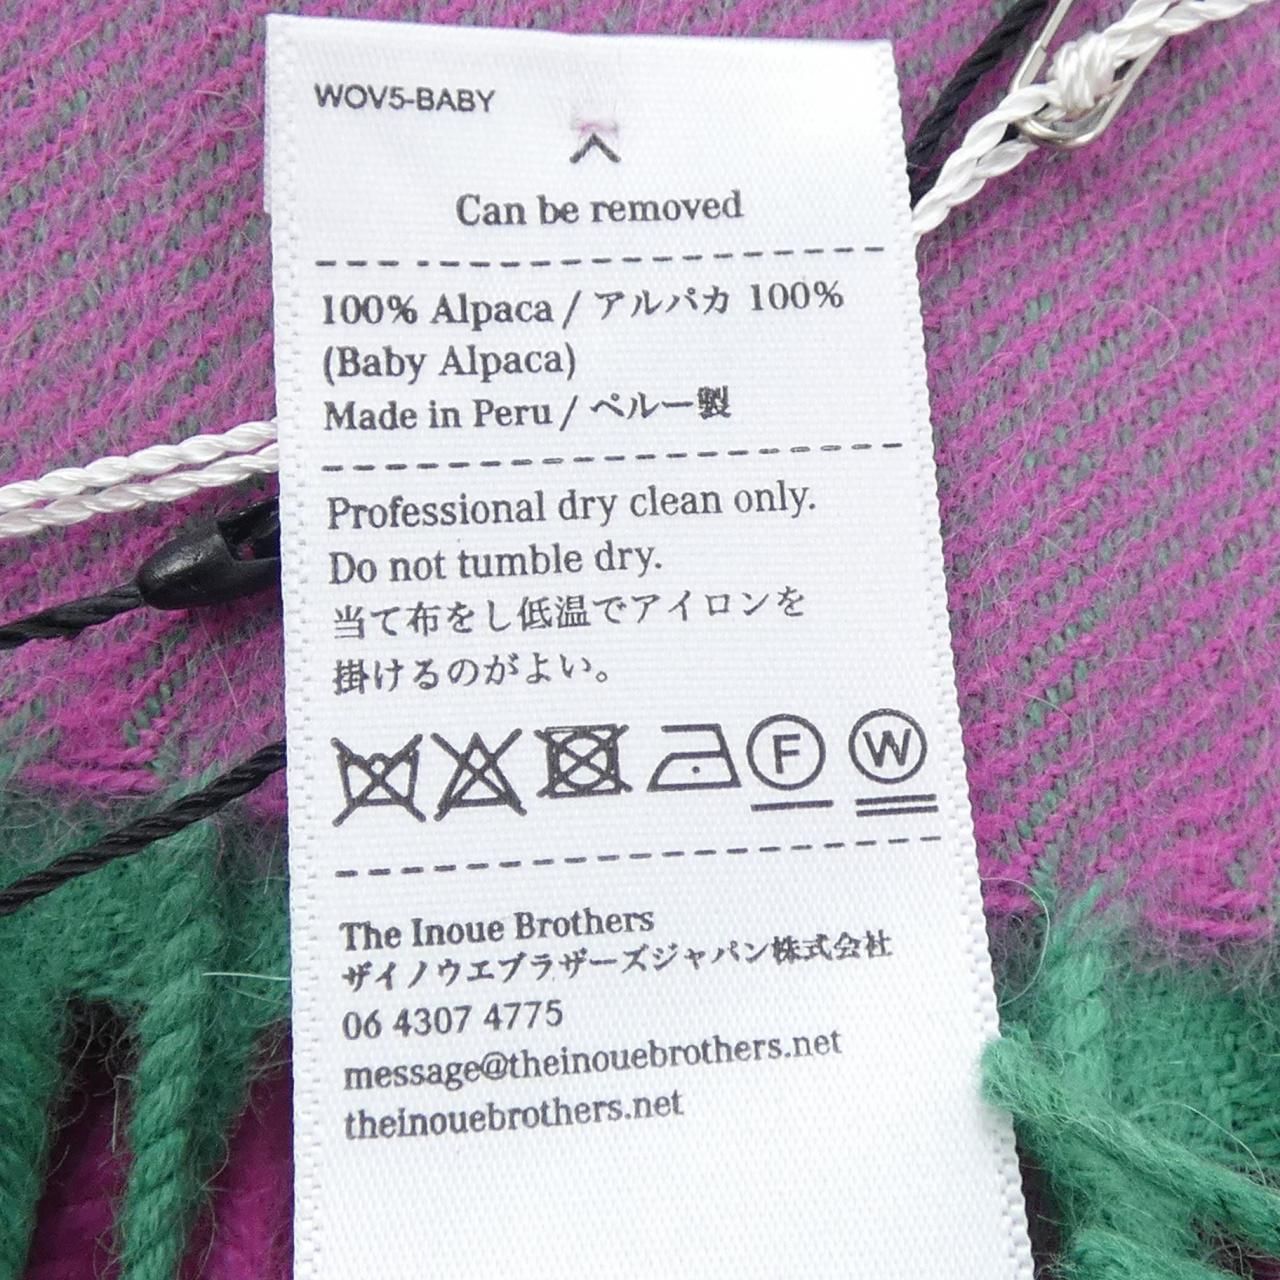 WOV5-BABY
Can be removed
100% Alpaca / アルパカ 100%
(Baby Alpaca)
Made in Peru / ペルー製
Professional dry clean only.
Do not tumble dry.
当て布をし低温でアイロンを
掛けるのがよい。
F W
The Inoue Brothers
ザイノウエブラザーズジャパン株式会社
06 4307 4775
message@theinouebrothers.net
theinouebrothers.net